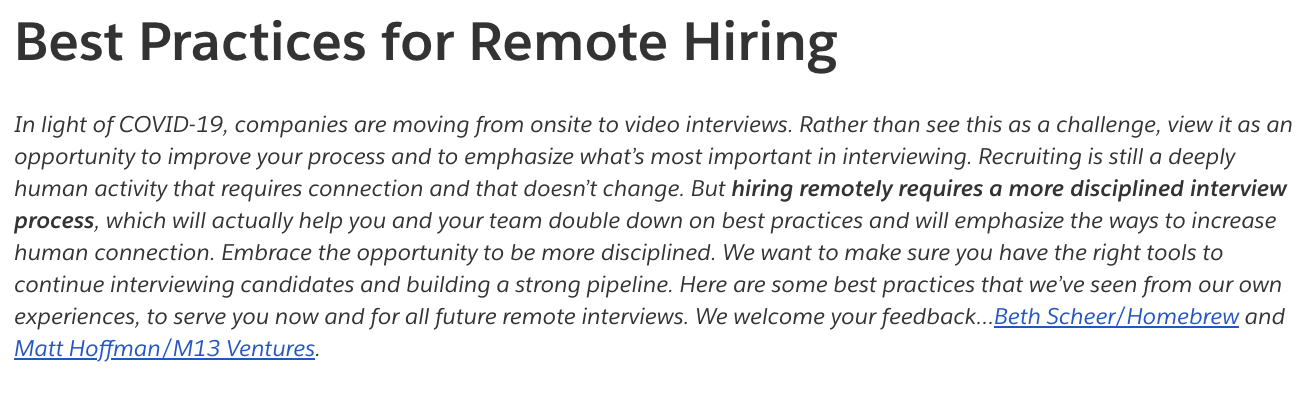 Best Practices for Remote Hiring
In light of COVID-19, companies are moving from onsite to video interviews. Rather than see this as a challenge, view it as an
opportunity to improve your process and to emphasize what’s most important in interviewing. Recruiting is still a deeply
human activity that requires connection and that doesn’t change. But hiring remotely requires a more disciplined interview
process, which will actually help you and your team double down on best practices and will emphasize the ways to increase
human connection. Embrace the opportunity to be more disciplined. We want to make sure you have the right tools to
continue interviewing candidates and building a strong pipeline. Here are some best practices that we’ve seen from our own
experiences, to serve you now and for all future remote interviews. We welcome your feedback...Beth Scheer/Homebrew and
Matt Hoffman/M13 Ventures.